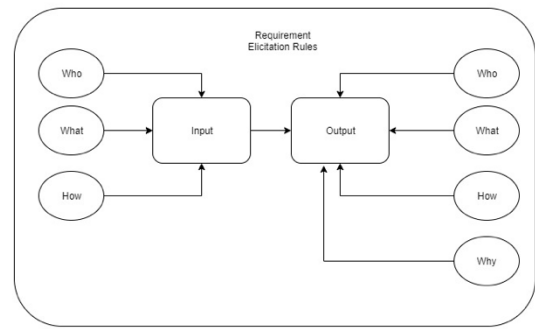 Requirement
Elicitation Rules
Who
Who
What
Input
Output
What
How
How
Why